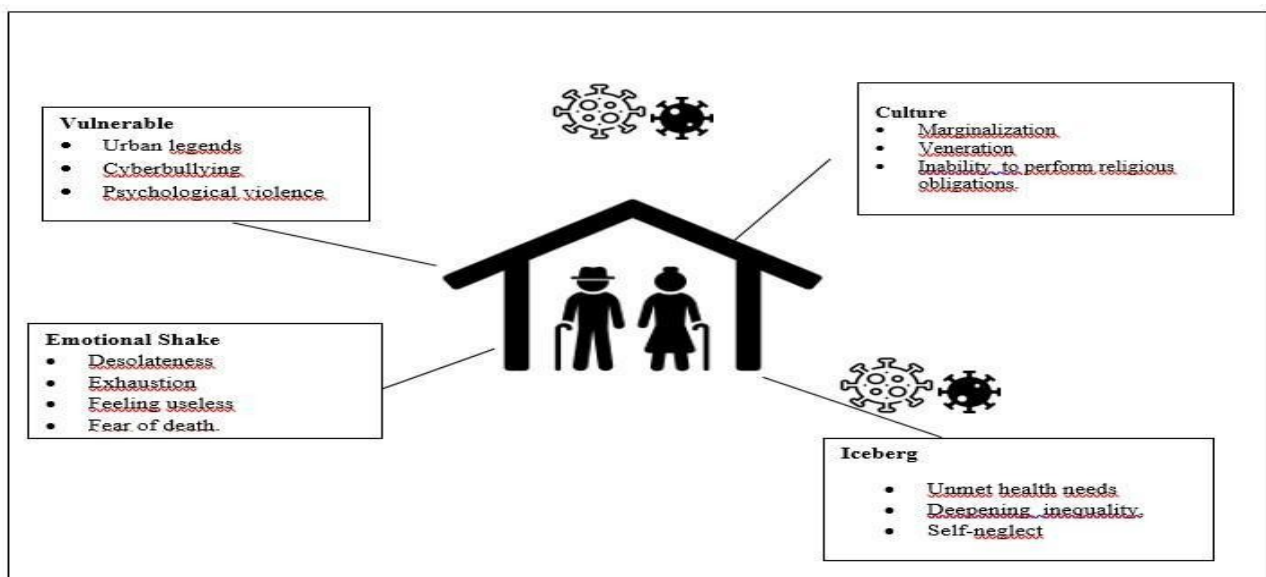 Vulnerable
• Urban legends
• Cyberbullying
• Psychological violence
Culture
• Marginalization
• Veneration
• Inability to perform religious
obligations.
Emotional Shake
• Desolateness
• Exhaustion
• Feeling useless
• Fear of death.
Iceberg
• Unmet health needs
• Deepening inequality.
• Self-neglect